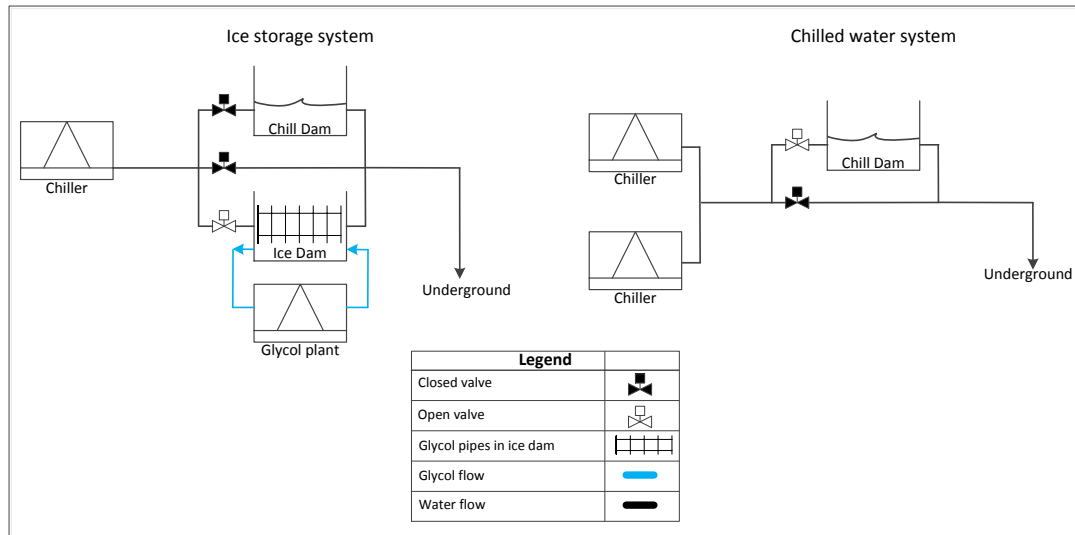 Ice storage system
Chilled water system
Chill Dam
Chiller
Ice Dam
Glycol plant
Underground
Chiller
Chill Dam
Chiller
Underground
Legend
Closed valve
Open valve
Glycol pipes in ice dam
Glycol flow
Water flow